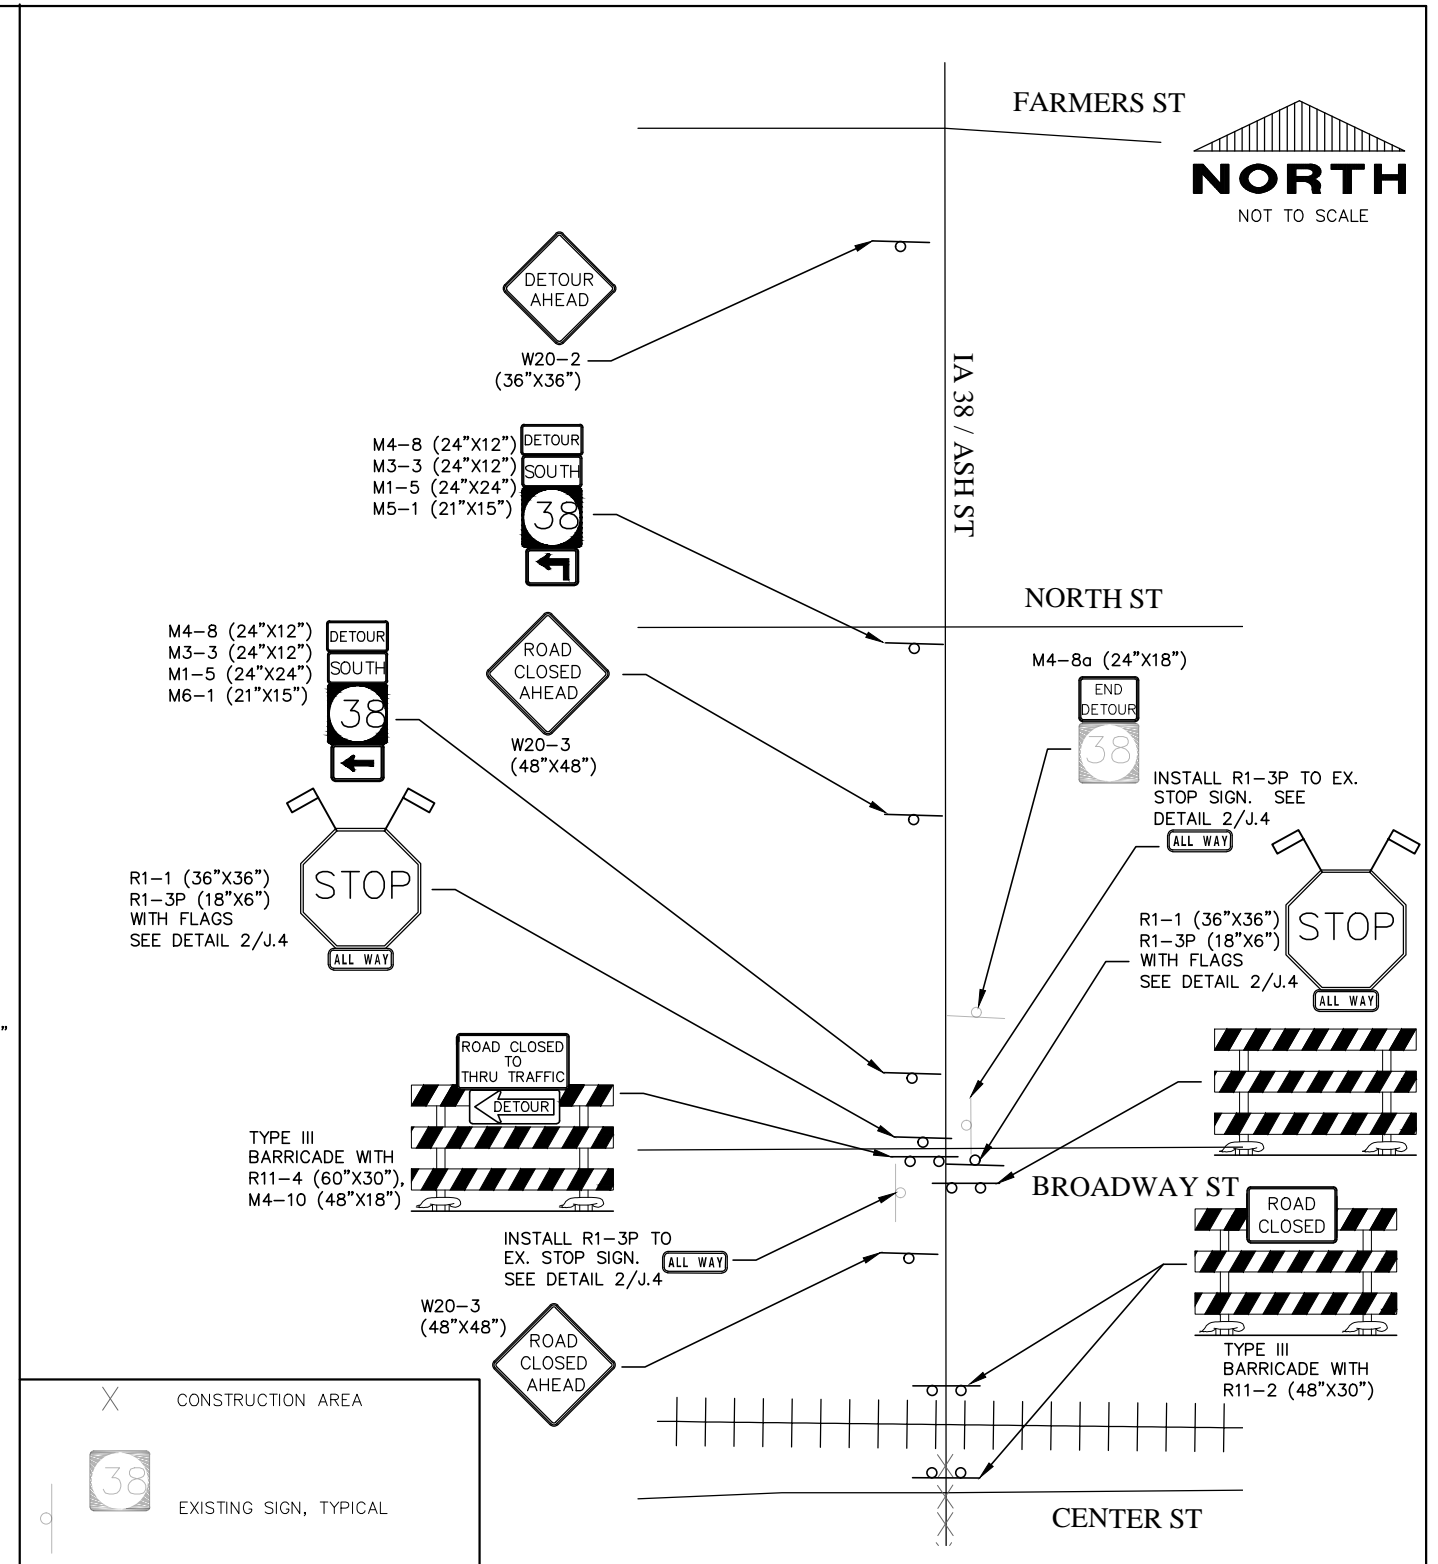 FARMERS ST
NORTH
NOT TO SCALE
DETOUR
AHEAD
W20-2
(36"X36")
IA 38 / ASH ST
M4-8 (24"X12")
M3-3 (24"X12")
M1-5 (24"X24")
M5-1 (21"X15")
DETOUR
SOUTH
38
NORTH ST
M4-8 (24"X12")
M3-3 (24"X12")
M1-5 (24"X24")
M6-1 (21"X15")
DETOUR
SOUTH
38
ROAD
CLOSED
AHEAD
W20-3
(48"X48")
M4-8a (24"X18")
END
DETOUR
38
INSTALL R1-3P TO EX.
STOP SIGN. SEE
DETAIL 2/J.4
ALL WAY
R1-1 (36"X36")
R1-3P (18"X6")
WITH FLAGS
SEE DETAIL 2/J.4
STOP
ALL WAY
R1-1 (36"X36")
R1-3P (18"X6")
WITH FLAGS
SEE DETAIL 2/J.4
STOP
ALL WAY
"
ROAD CLOSED
TO
THRU TRAFFIC
DETOUR
TYPE III
BARRICADE WITH
R11-4 (60"X30"),
M4-10 (48"X18")
BROADWAY ST
INSTALL R1-3P TO
EX. STOP SIGN.
SEE DETAIL 2/J.4
ALL WAY
ROAD
CLOSED
TYPE III
BARRICADE WITH
R11-2 (48"X30")
W20-3
(48"X48")
ROAD
CLOSED
AHEAD
CENTER ST
CONSTRUCTION AREA
38
EXISTING SIGN, TYPICAL